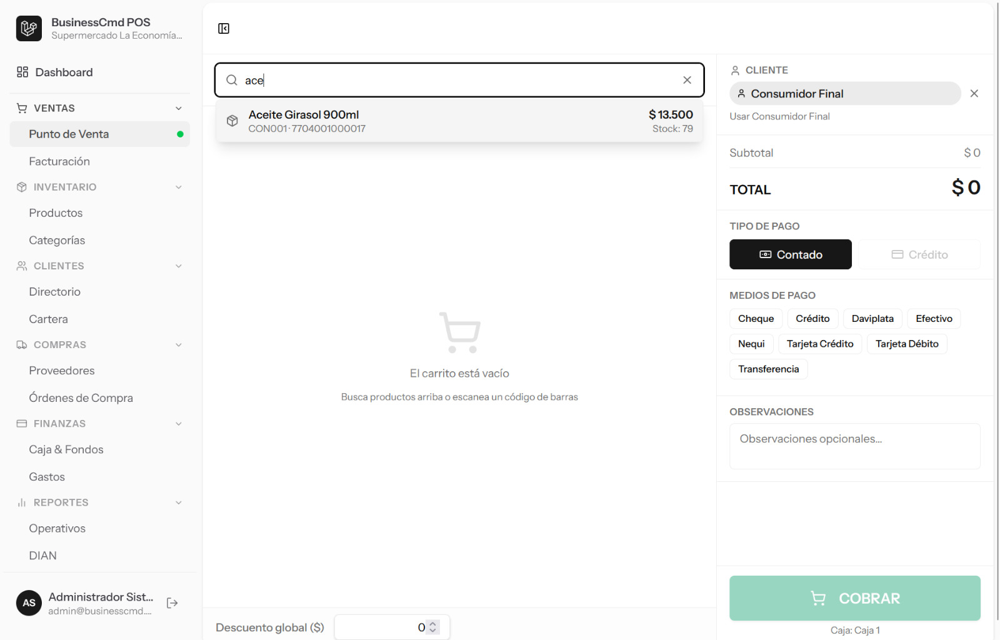 BusinessCmd POS
Supermercado La Economía...
Dashboard
VENTAS
Punto de Venta
Facturación
INVENTARIO
Productos
Categorías
CLIENTES
Directorio
Cartera
COMPRAS
Proveedores
Órdenes de Compra
FINANZAS
Caja & Fondos
Gastos
REPORTES
Operativos
DIAN
AS
Administrador Sist...
admin@businesscmd....
ace
Aceite Girasol 900ml
$ 13.500
CON001 · 7704001000017
Stock: 79
El carrito está vacío
Busca productos arriba o escanea un código de barras
Descuento global ($)
0
CLIENTE
Consumidor Final
Usar Consumidor Final
Subtotal
$ 0
TOTAL
$ 0
TIPO DE PAGO
Contado
Crédito
MEDIOS DE PAGO
Cheque
Crédito
Daviplata
Efectivo
Nequi
Tarjeta Crédito
Tarjeta Débito
Transferencia
OBSERVACIONES
Observaciones opcionales...
COBRAR
Caja: Caja 1